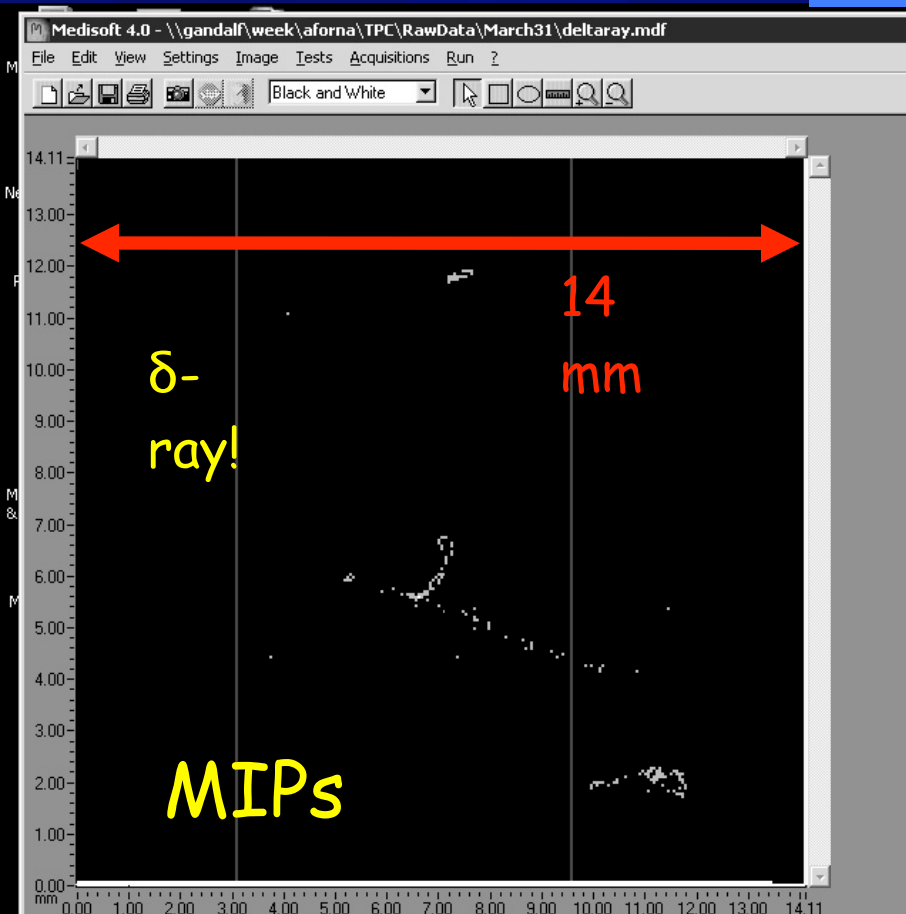 Medisoft 4.0 - \\gandalf\week\aforna\TPC\RawData\March31\deltaray.mdf
File Edit View Settings Image Tests Acquisitions Run ?
Black and White
14.11
13.00
12.00
14
11.00
mm
10.00
δ-
9.00
ray!
8.00
7.00
6.00
5.00
4.00
3.00
2.00
MIPs
1.00
0.00
mm
0.00 1.00 2.00 3.00 4.00 5.00 6.00 7.00 8.00 9.00 10.00 11.00 12.00 13.00 14.11